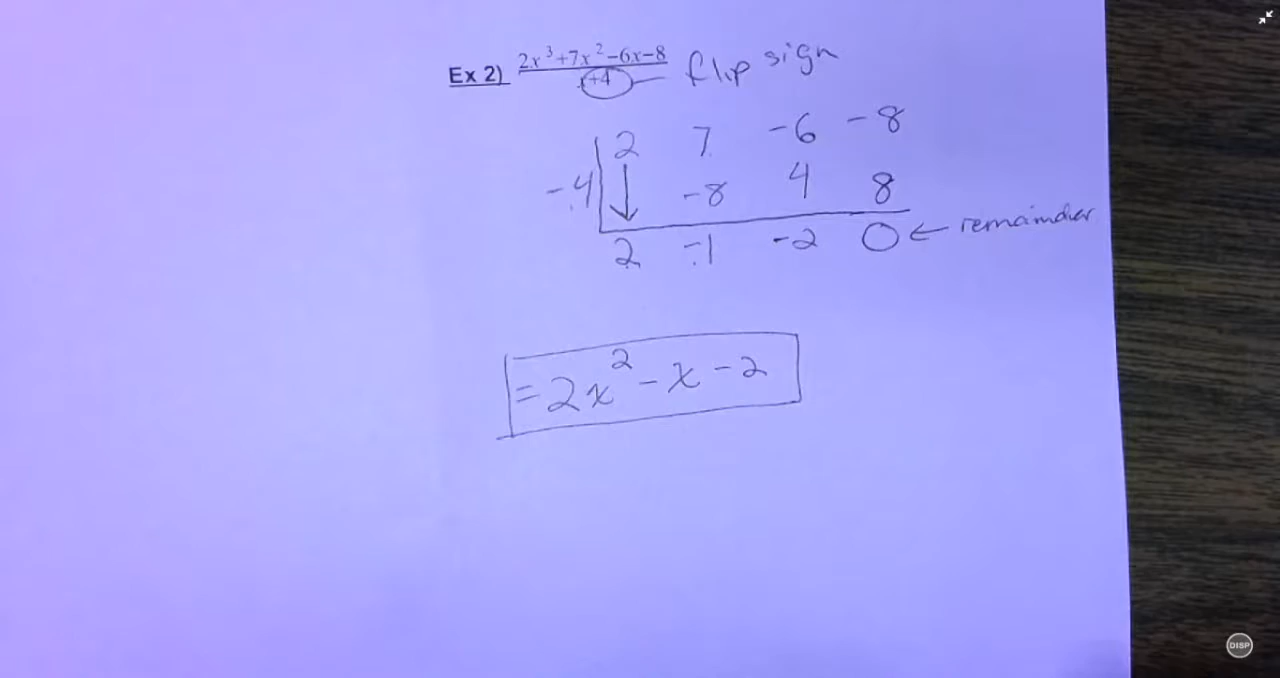 Ex 2) 2x³+7x²-6x-8 flip sign
x+4
2 7 -6 -8
-4 -8 4 8
2 -1 -2 0 ← remainder
= 2x² - x - 2
DISP